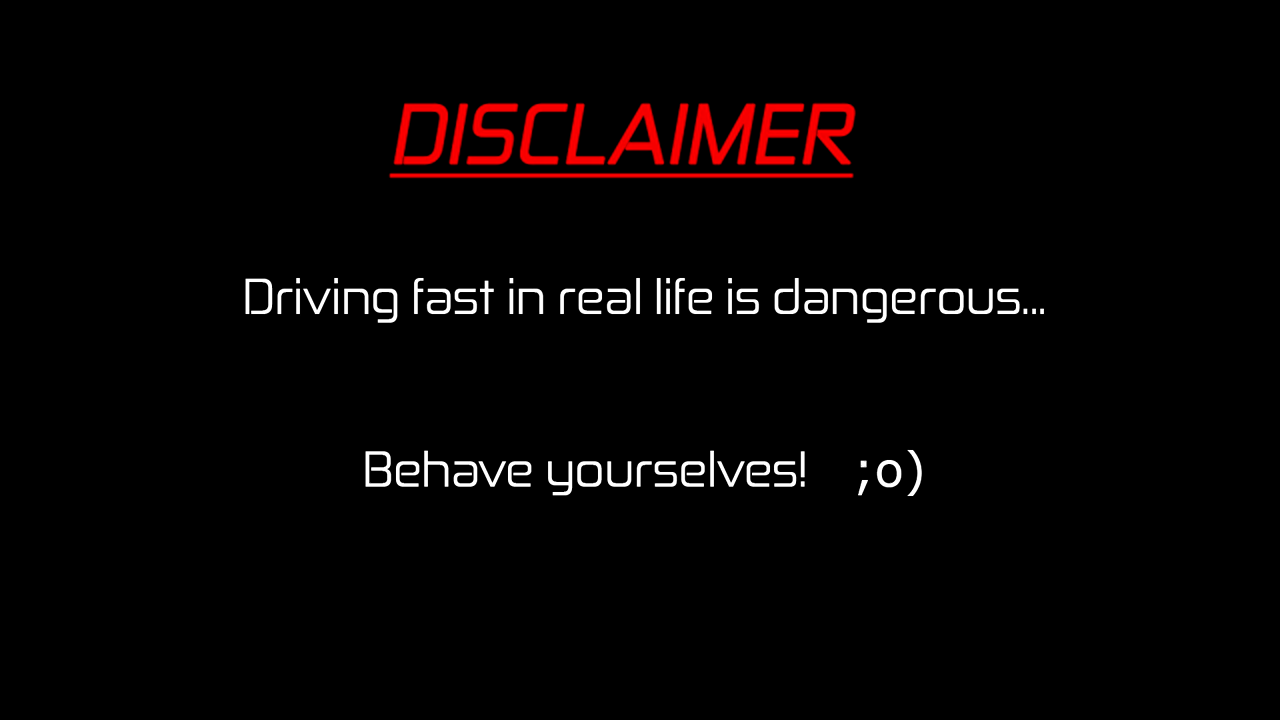 DISCLAIMER
Driving fast in real life is dangerous...
Behave yourselves! ;o)